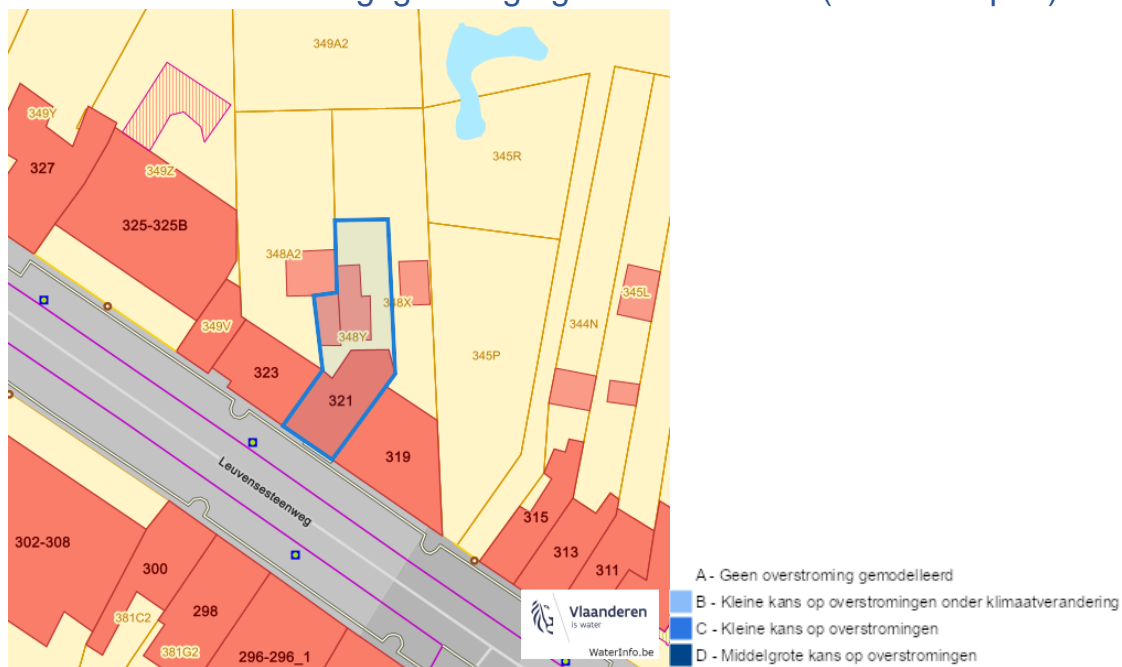 349A2
349Y
327
349Z
325-325B
345R
348A2
348X
348Y
349V
323
321
319
345P
344N
345L
Leuvensesteenweg
302-308
300
298
296-296_1
381C2
381G2
315
313
311
Vlaanderen
is water
WaterInfo.be
A - Geen overstroming gemodelleerd
B - Kleine kans op overstromingen onder klimaatverandering
C - Kleine kans op overstromingen
D - Middelgrote kans op overstromingen